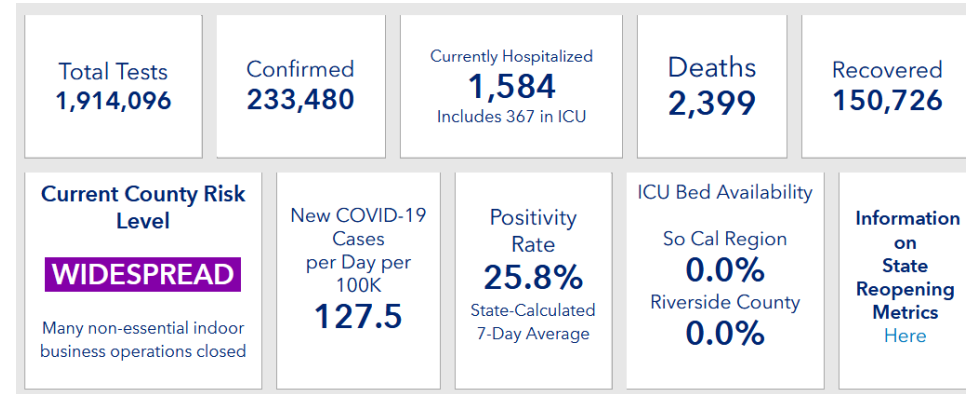 Total Tests
1,914,096
Confirmed
233,480
Currently Hospitalized
1,584
Includes 367 in ICU
Deaths
2,399
Recovered
150,726
Current County Risk
Level
WIDESPREAD
Many non-essential indoor
business operations closed
New COVID-19
Cases
per Day per
100K
127.5
Positivity
Rate
25.8%
State-Calculated
7-Day Average
ICU Bed Availability
So Cal Region
0.0%
Riverside County
0.0%
Information
on
State
Reopening
Metrics
Here